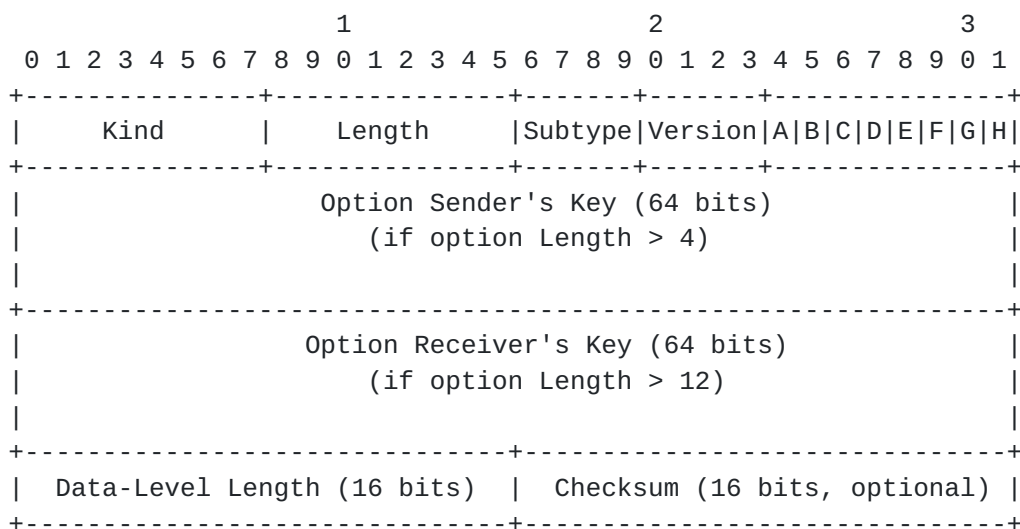 1                   2                   3
 0 1 2 3 4 5 6 7 8 9 0 1 2 3 4 5 6 7 8 9 0 1 2 3 4 5 6 7 8 9 0 1
+---------------+---------------+-------+-------+---------------+
|     Kind      |    Length     |Subtype|Version|A|B|C|D|E|F|G|H|
+---------------+---------------+-------+-------+---------------+
|                   Option Sender's Key (64 bits)               |
|                      (if option Length > 4)                   |
|                                                               |
+---------------------------------------------------------------+
|                  Option Receiver's Key (64 bits)              |
|                      (if option Length > 12)                  |
|                                                               |
+-------------------------------+-------------------------------+
|  Data-Level Length (16 bits)  |  Checksum (16 bits, optional) |
+-------------------------------+-------------------------------+